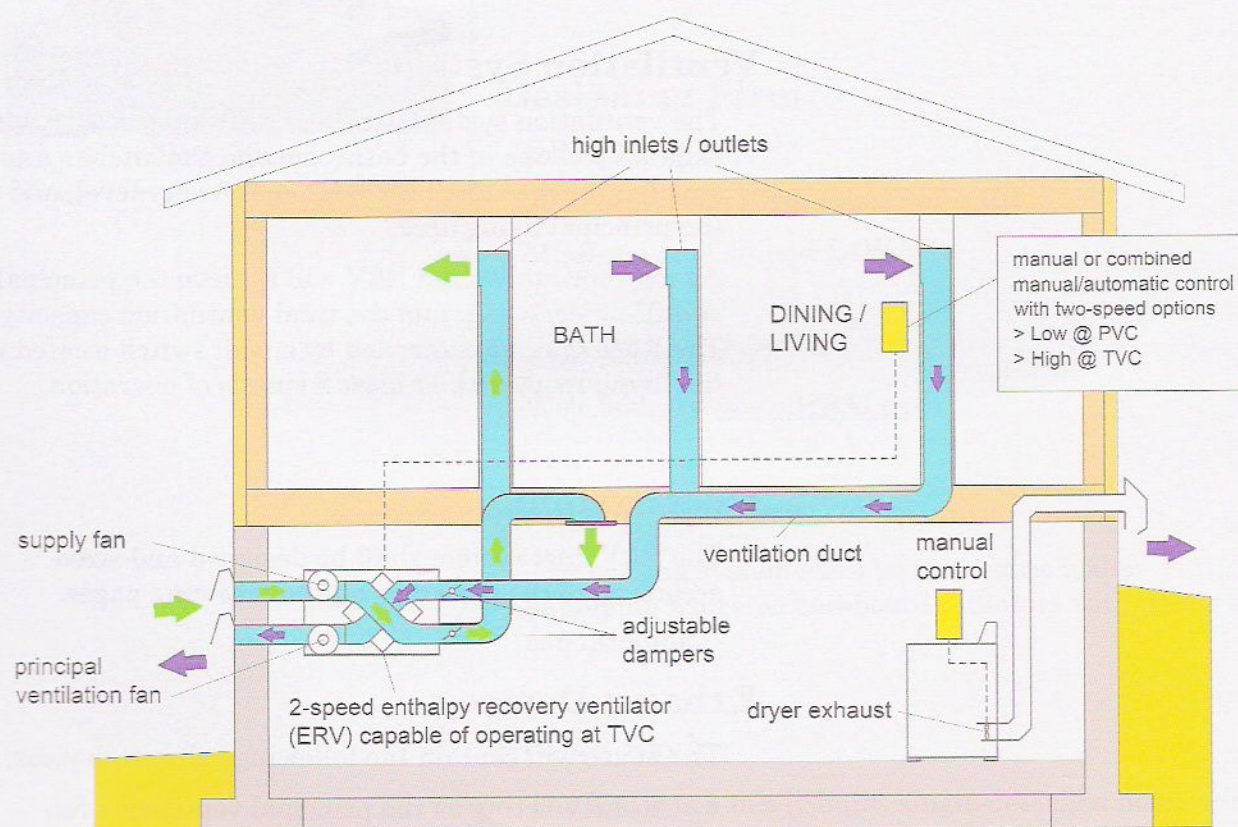 high inlets / outlets
manual or combined
manual/automatic control
with two-speed options
> Low @ PVC
> High @ TVC
BATH
DINING /
LIVING
supply fan
ventilation duct
manual
control
adjustable
dampers
principal
ventilation fan
2-speed enthalpy recovery ventilator
(ERV) capable of operating at TVC
dryer exhaust